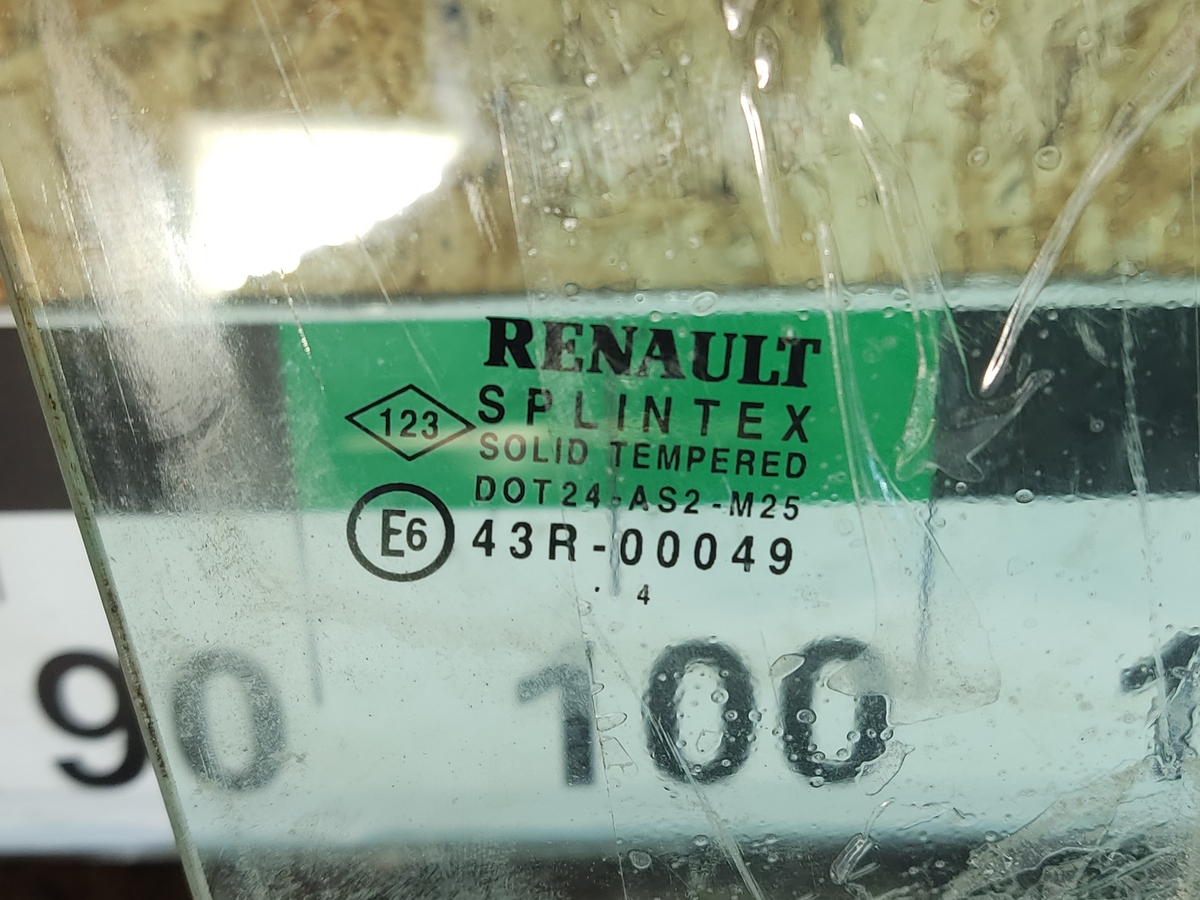 RENAULT
123 SPLINTEX
SOLID TEMPERED
DOT24-AS2-M25
E6 43R-00049
. 4
90 100